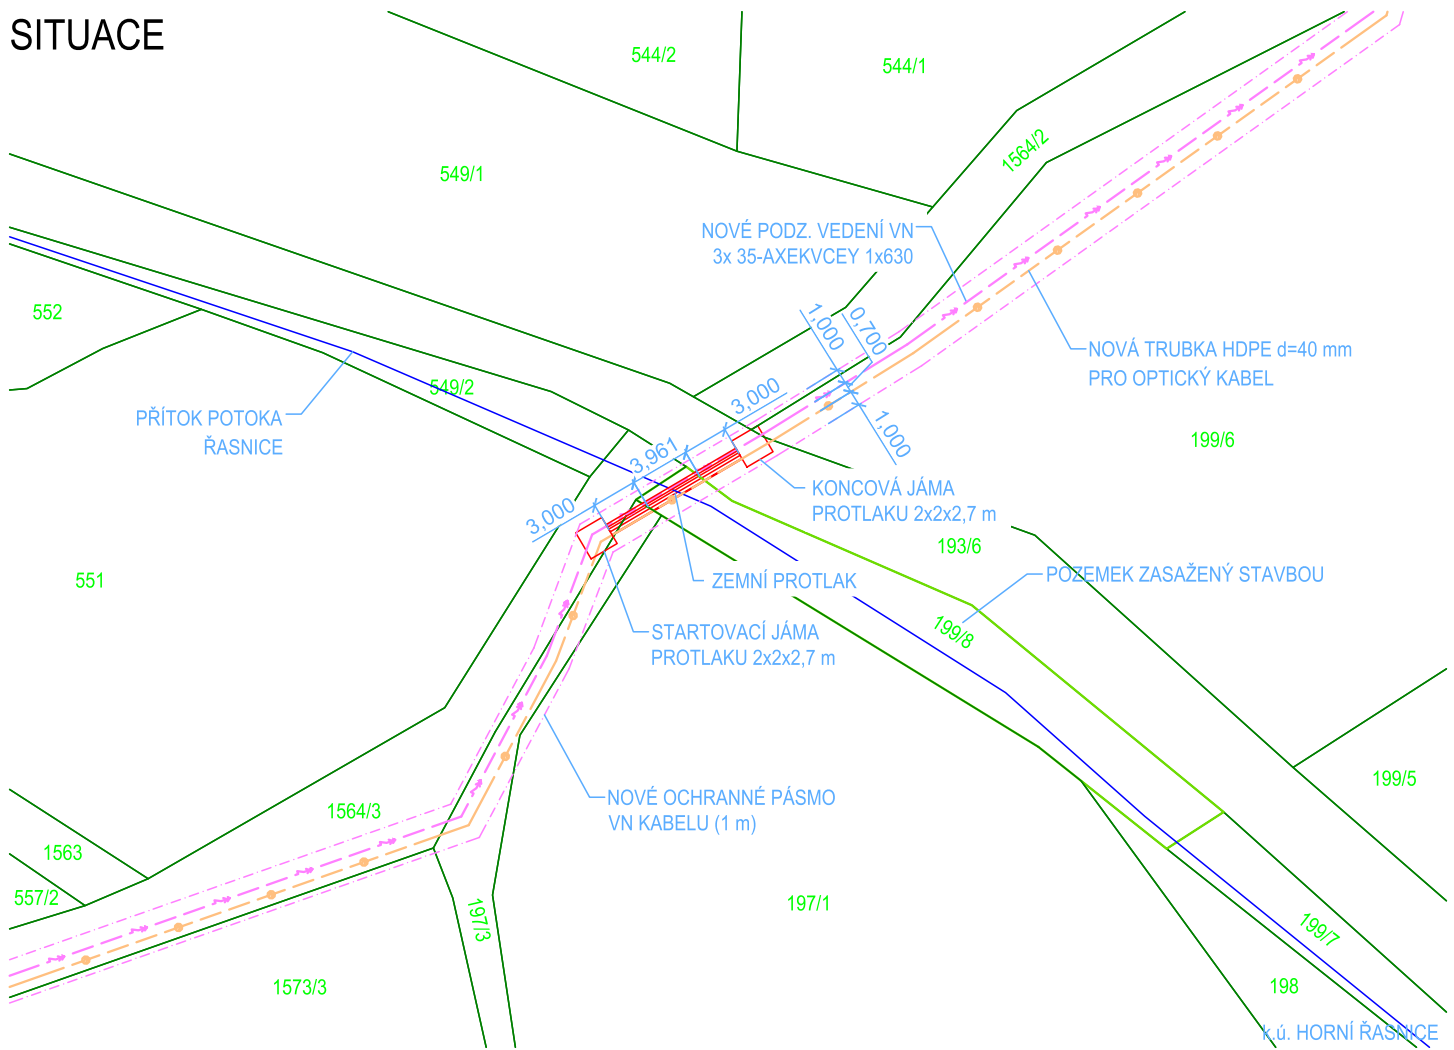 SITUACE
544/2
544/1
1564/2
549/1
NOVÉ PODZ. VEDENÍ VN
3x 35-AXEKVCEY 1x630
552
1,000
0,700
NOVÁ TRUBKA HDPE d=40 mm
PRO OPTICKÝ KABEL
549/2
3,000
PŘÍTOK POTOKA
ŘASNICE
1,000
199/6
3,961
KONCOVÁ JÁMA
PROTLAKU 2x2x2,7 m
3,000
193/6
551
ZEMNÍ PROTLAK
POZEMEK ZASAŽENÝ STAVBOU
199/8
STARTOVACÍ JÁMA
PROTLAKU 2x2x2,7 m
199/5
NOVÉ OCHRANNÉ PÁSMO
VN KABELU (1 m)
1564/3
1563
557/2
197/1
197/3
199/7
1573/3
198
k.ú. HORNÍ ŘASNICE